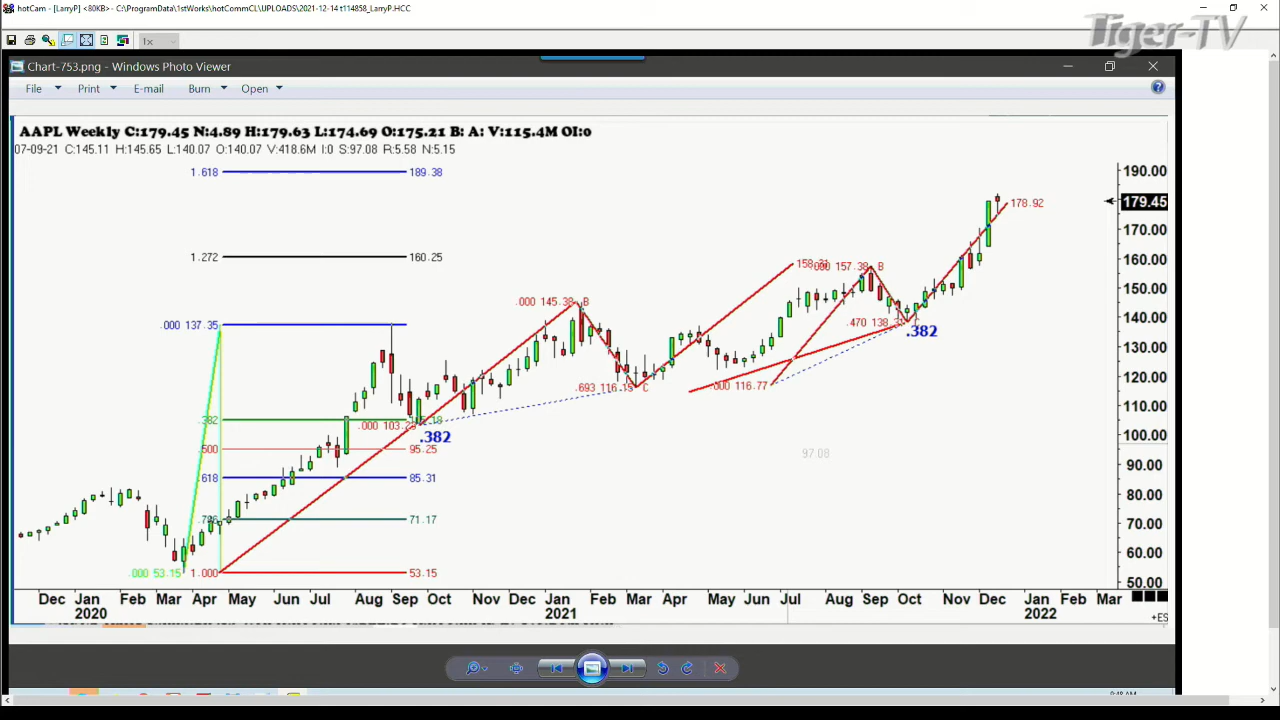 hotCam - [LarryP] <80KB> - C:\ProgramData\1stWorks\hotCommCL\UPLOADS\2021-12-14 t114858_LarryP.HCC
Tiger-TV
1x
Chart-753.png - Windows Photo Viewer
File Print E-mail Burn Open
AAPL Weekly C:179.45 N:4.89 H:179.63 L:174.69 O:175.21 B: A: V:115.4M OI:0
07-09-21 C:145.11 H:145.65 L:140.07 O:140.07 V:418.6M I:0 S:97.08 R:5.58 N:5.15
1.618 189.38
190.00
179.45
178.92
170.00
1.272 160.25
160.00
.000 157.38 B
150.00
.000 145.38 B
140.00
.000 137.35
.470 138.
C
.382
130.00
120.00
.693 116.15 C
.000 116.77
110.00
.382
.000 103.
.382
100.00
.500 95.25
97.08
90.00
.618 85.31
80.00
71.17
70.00
60.00
.000 53.15 1.000 53.15
50.00
Dec Jan Feb Mar Apr May Jun Jul Aug Sep Oct Nov Dec Jan Feb Mar Apr May Jun Jul Aug Sep Oct Nov Dec Jan Feb Mar
2020 2021 2022
+ES